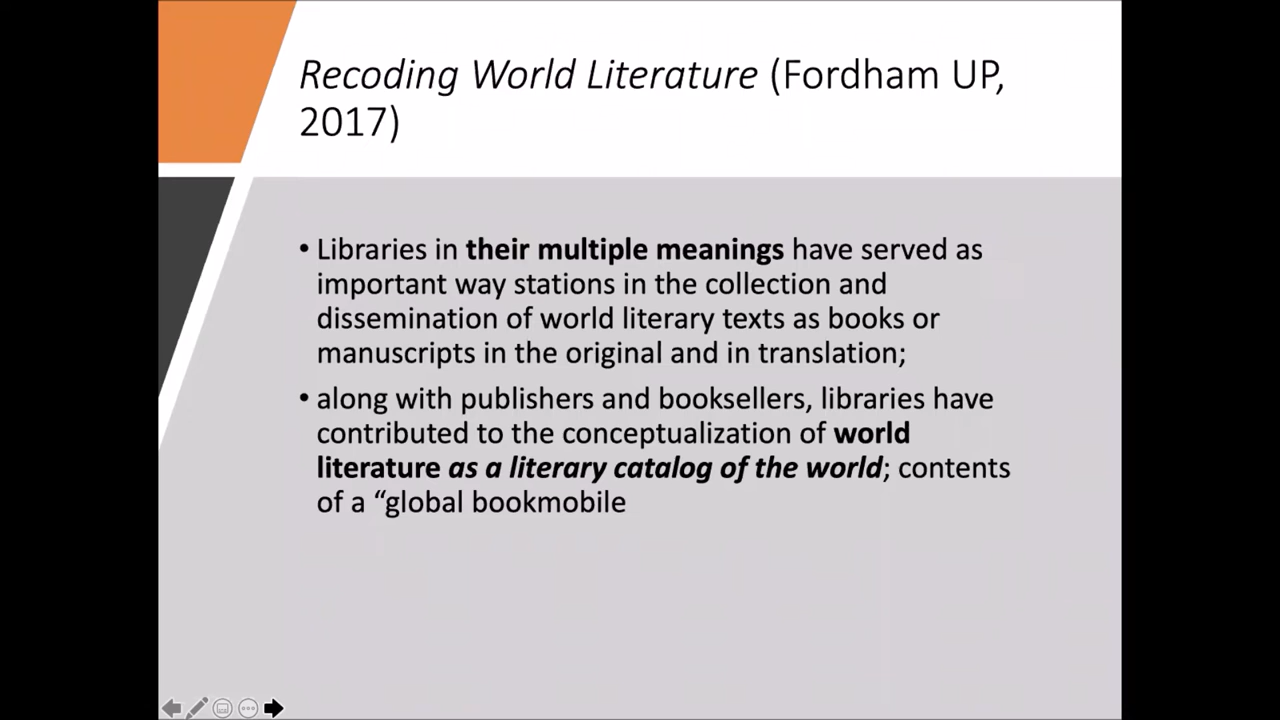 Recoding World Literature (Fordham UP,
2017)
• Libraries in their multiple meanings have served as
important way stations in the collection and
dissemination of world literary texts as books or
manuscripts in the original and in translation;
• along with publishers and booksellers, libraries have
contributed to the conceptualization of world
literature as a literary catalog of the world; contents
of a “global bookmobile